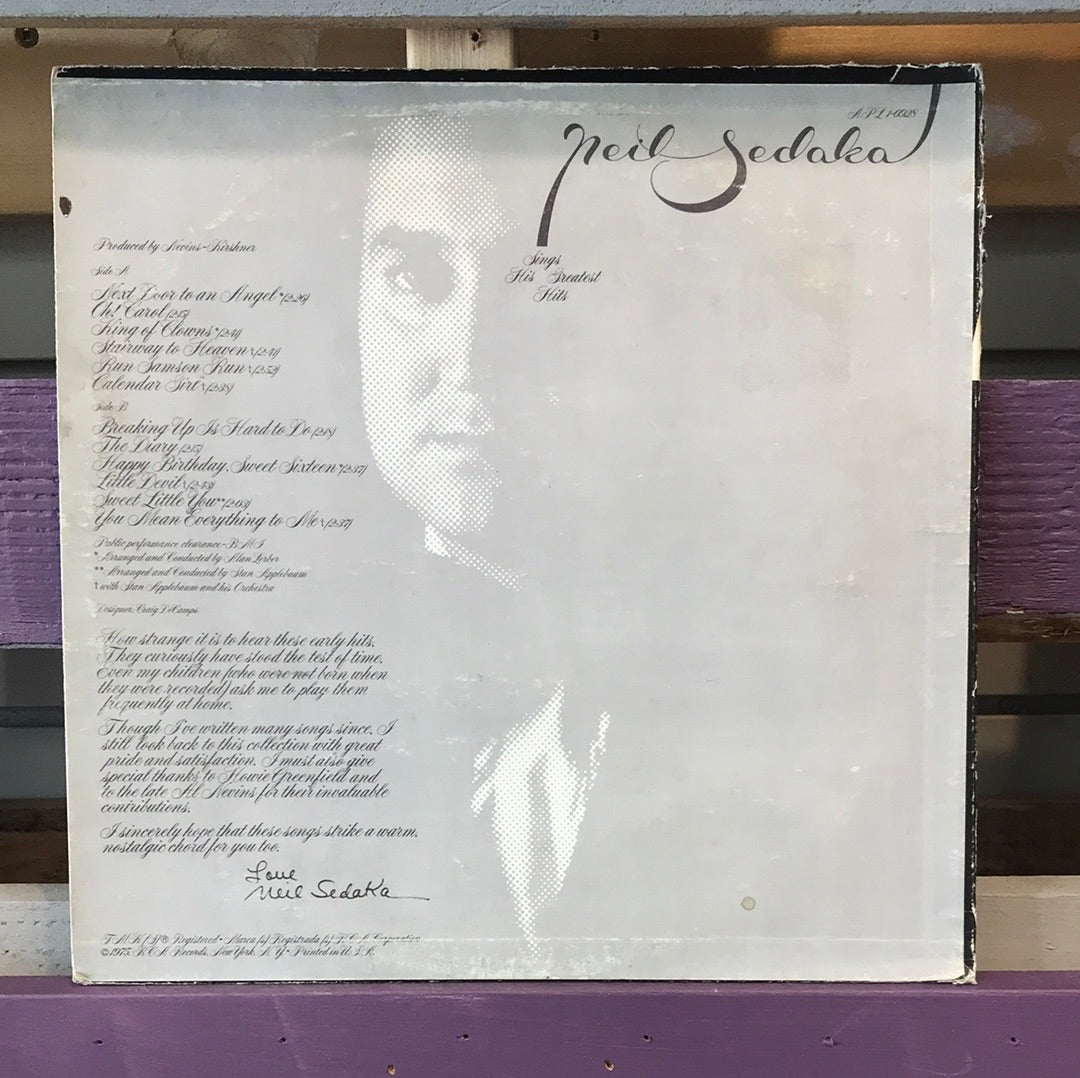 APL1-0928
Neil Sedaka
Sings
His Greatest
Hits
Produced by Nevins-Kirshner
Side A
Next Door to an Angel *(2:26)
Oh! Carol (2:15)
King of Clowns *(2:41)
Stairway to Heaven †(2:41)
Run Samson Run †(2:52)
Calendar Girl †(2:38)
Side B
Breaking Up Is Hard to Do (2:18)
The Diary (2:15)
Happy Birthday, Sweet Sixteen *(2:37)
Little Devil †(2:43)
Sweet Little You **(2:03)
You Mean Everything to Me †(2:37)
Public performance clearance-BMI
* Arranged and Conducted by Alan Lorber
** Arranged and Conducted by Stan Applebaum
† with Stan Applebaum and his Orchestra
Designer: Craig DeCamps
How strange it is to hear these early hits.
They curiously have stood the test of time.
Even my children (who were not born when
they were recorded) ask me to play them
frequently at home.
Though I've written many songs since, I
still look back to this collection with great
pride and satisfaction. I must also give
special thanks to Howie Greenfield and
to the late Al Nevins for their invaluable
contributions.
I sincerely hope that these songs strike a warm,
nostalgic chord for you too.
Love
Neil Sedaka
TMK(s)® Registered • Marca(s) Registrada(s) RCA Corporation
©1975, RCA Records, New York, N.Y. • Printed in U.S.A.